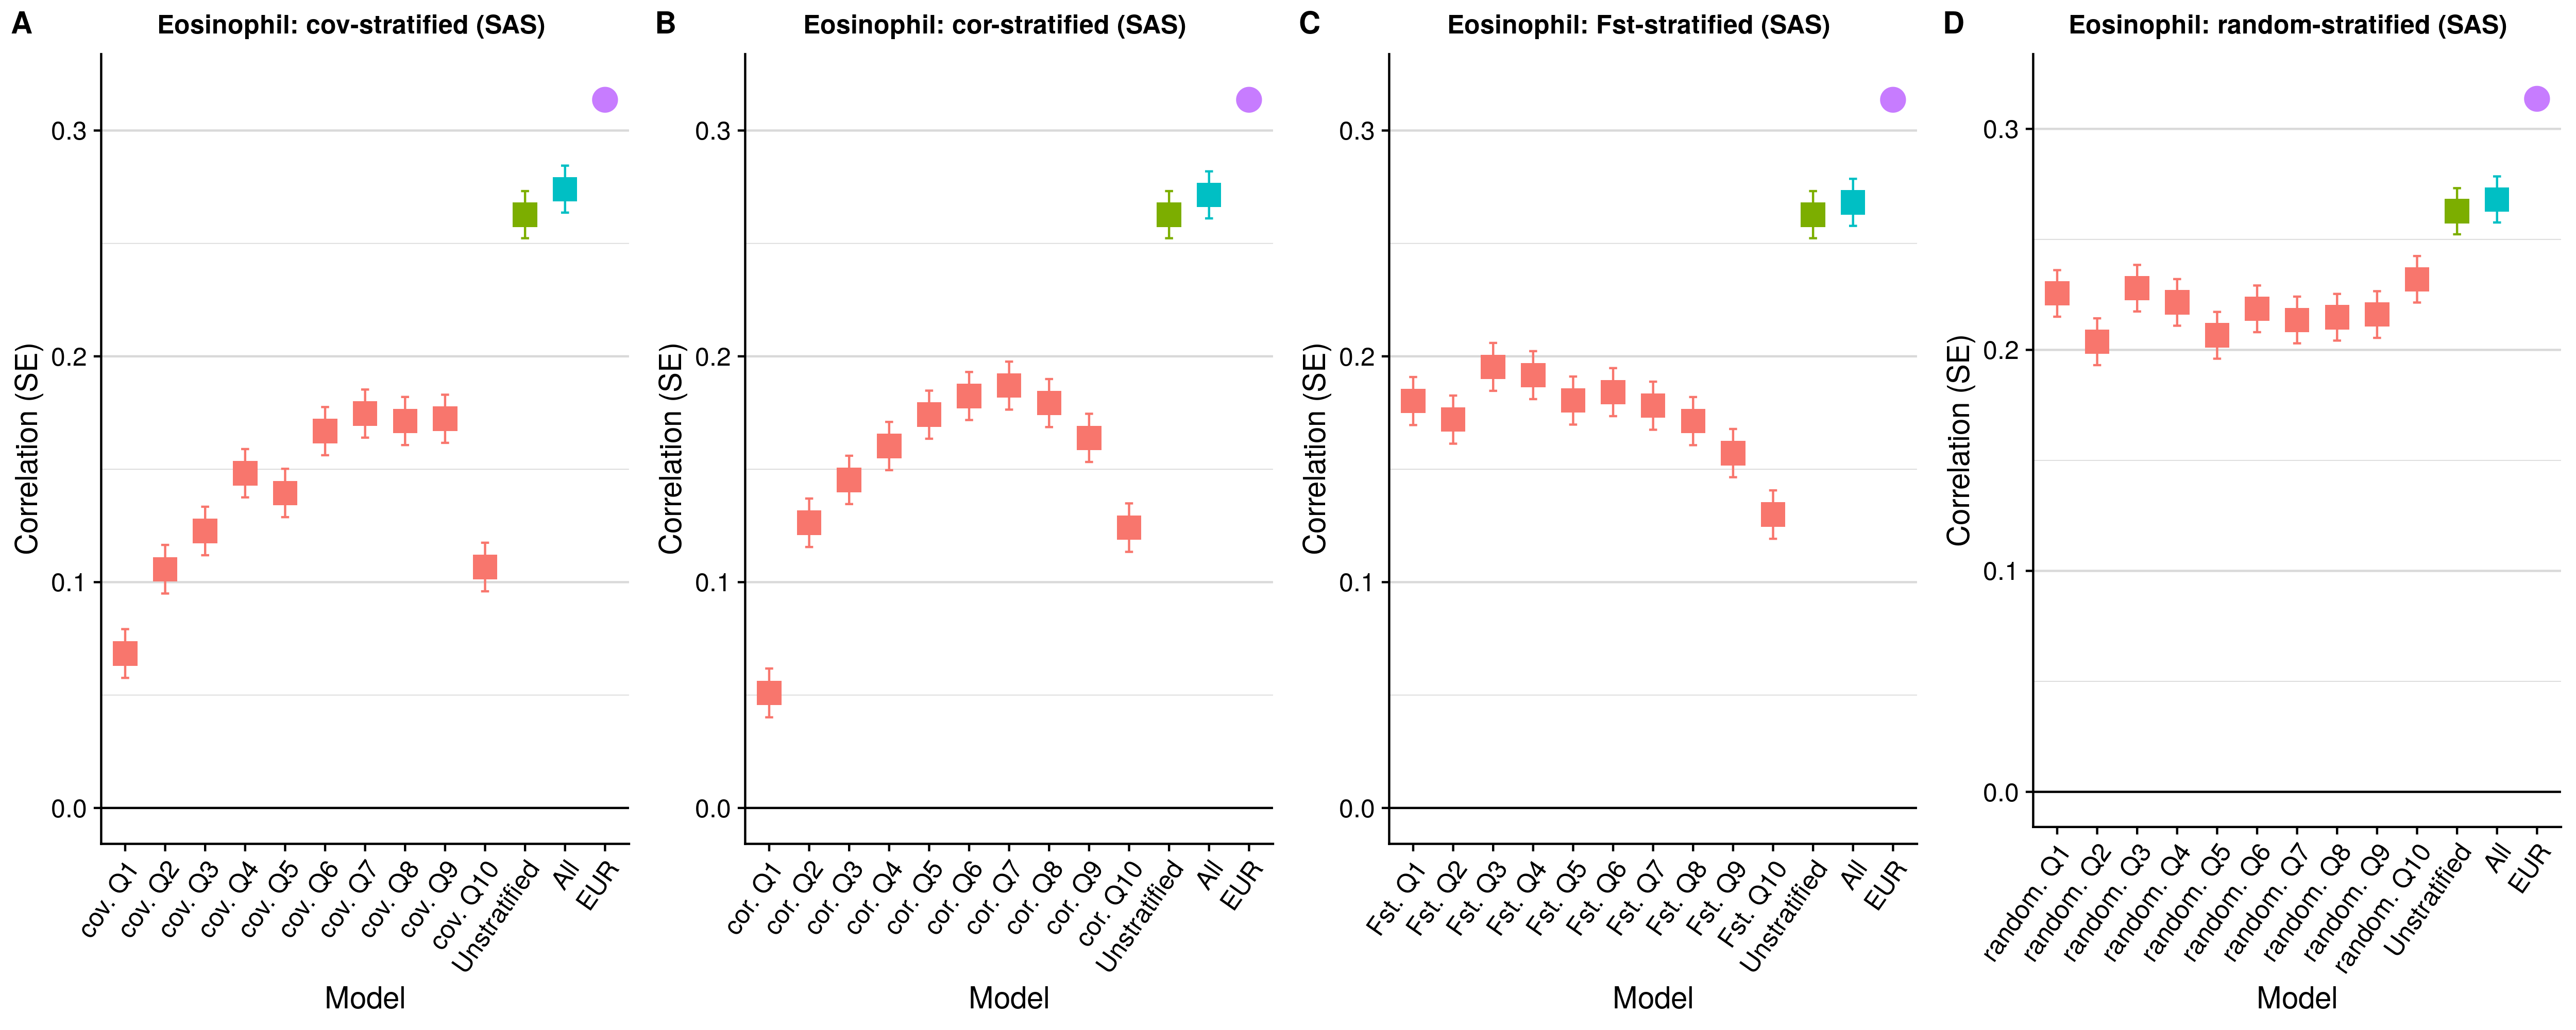 A
Eosinophil: cov-stratified (SAS)
Correlation (SE)
0.3
0.2
0.1
0.0
cov. Q1
cov. Q2
cov. Q3
cov. Q4
cov. Q5
cov. Q6
cov. Q7
cov. Q8
cov. Q9
cov. Q10
Unstratified
All
EUR
Model
B
Eosinophil: cor-stratified (SAS)
Correlation (SE)
0.3
0.2
0.1
0.0
cor. Q1
cor. Q2
cor. Q3
cor. Q4
cor. Q5
cor. Q6
cor. Q7
cor. Q8
cor. Q9
cor. Q10
Unstratified
All
EUR
Model
C
Eosinophil: Fst-stratified (SAS)
Correlation (SE)
0.3
0.2
0.1
0.0
Fst. Q1
Fst. Q2
Fst. Q3
Fst. Q4
Fst. Q5
Fst. Q6
Fst. Q7
Fst. Q8
Fst. Q9
Fst. Q10
Unstratified
All
EUR
Model
D
Eosinophil: random-stratified (SAS)
Correlation (SE)
0.3
0.2
0.1
0.0
random. Q1
random. Q2
random. Q3
random. Q4
random. Q5
random. Q6
random. Q7
random. Q8
random. Q9
random. Q10
Unstratified
All
EUR
Model